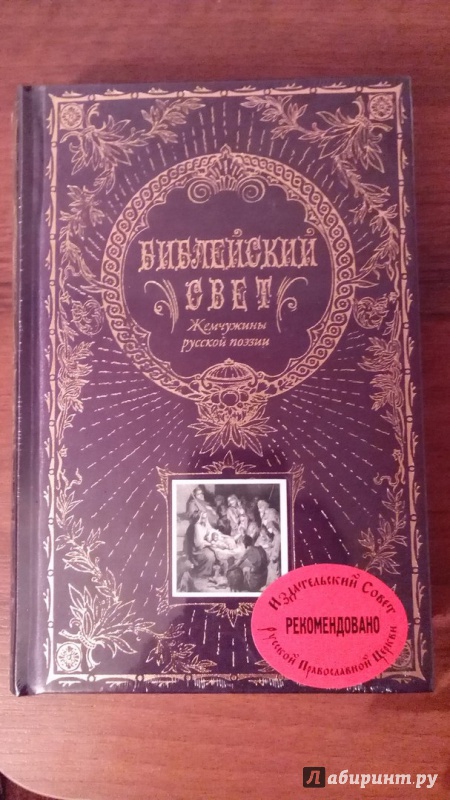 БИБЛЕЙСКИЙ
СВЕТ
Жемчужины
русской поэзии
Издательский Совет
РЕКОМЕНДОВАНО
Русской Православной Церкви
Лабиринт.ру